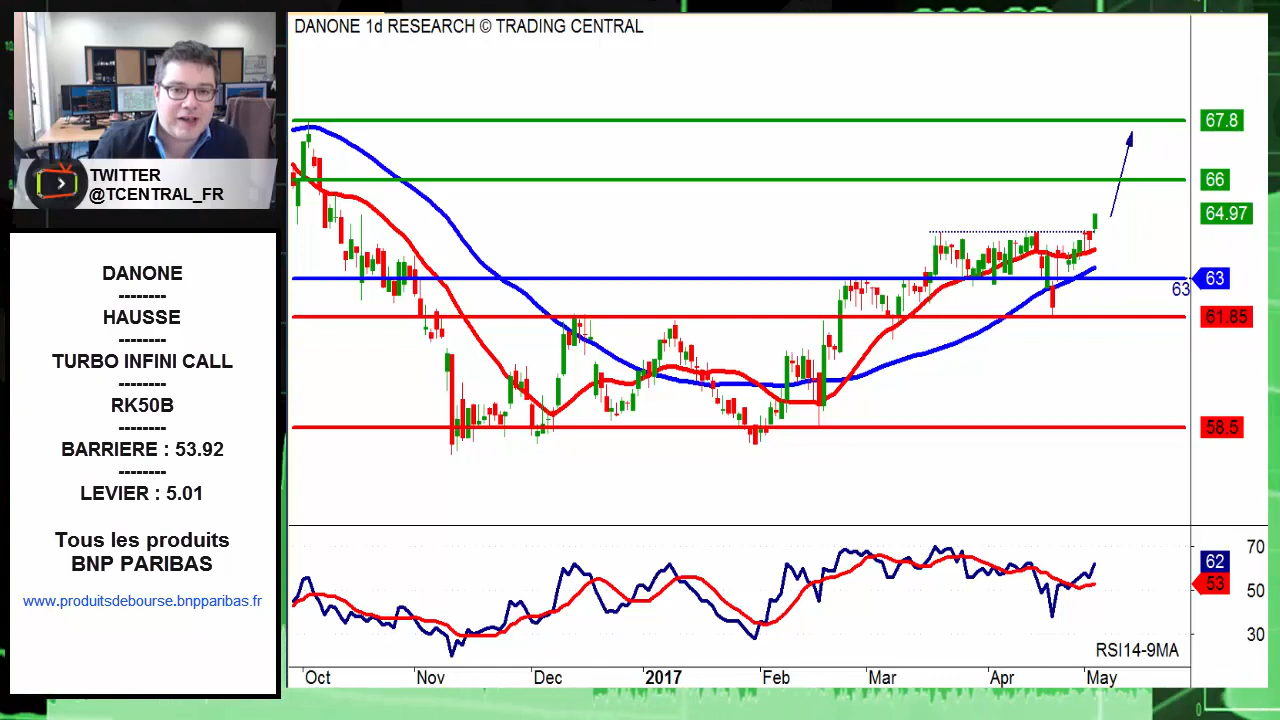 DANONE 1d RESEARCH © TRADING CENTRAL
TWITTER
@TCENTRAL_FR
DANONE
--------
HAUSSE
--------
TURBO INFINI CALL
--------
RK50B
--------
BARRIERE : 53.92
--------
LEVIER : 5.01
Tous les produits
BNP PARIBAS
www.produitsdebourse.bnpparibas.fr
67.8
66
64.97
63
63
61.85
58.5
70
62
53
50
30
RSI14-9MA
Oct Nov Dec 2017 Feb Mar Apr May